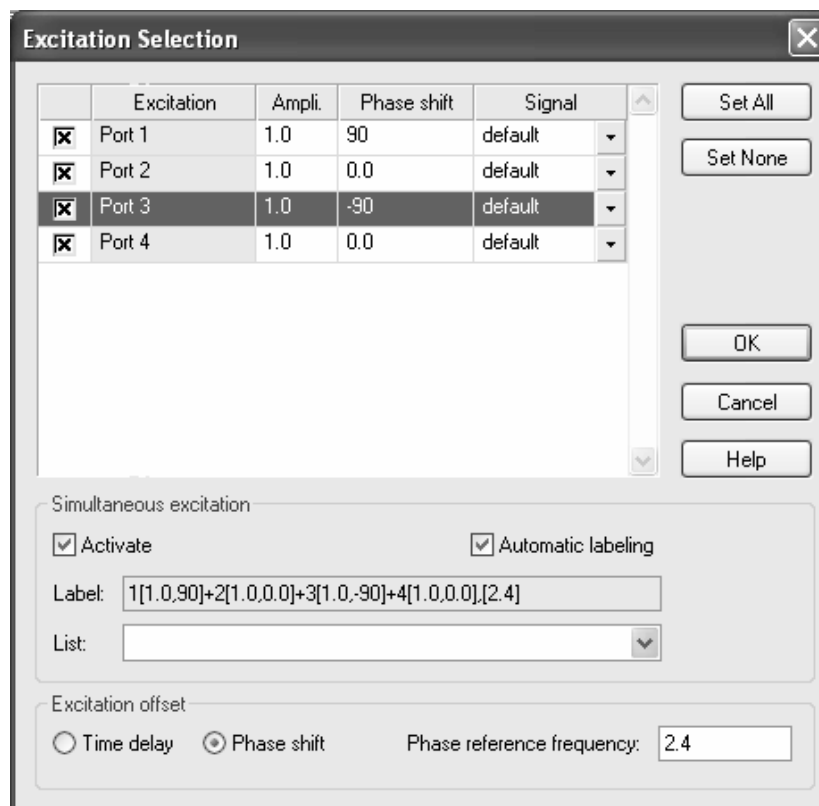 Excitation Selection
Excitation Ampli. Phase shift Signal
Port 1 1.0 90 default
Port 2 1.0 0.0 default
Port 3 1.0 -90 default
Port 4 1.0 0.0 default
Set All
Set None
OK
Cancel
Help
Simultaneous excitation
Activate Automatic labeling
Label: 1[1.0,90]+2[1.0,0.0]+3[1.0,-90]+4[1.0,0.0],[2.4]
List:
Excitation offset
Time delay Phase shift Phase reference frequency: 2.4